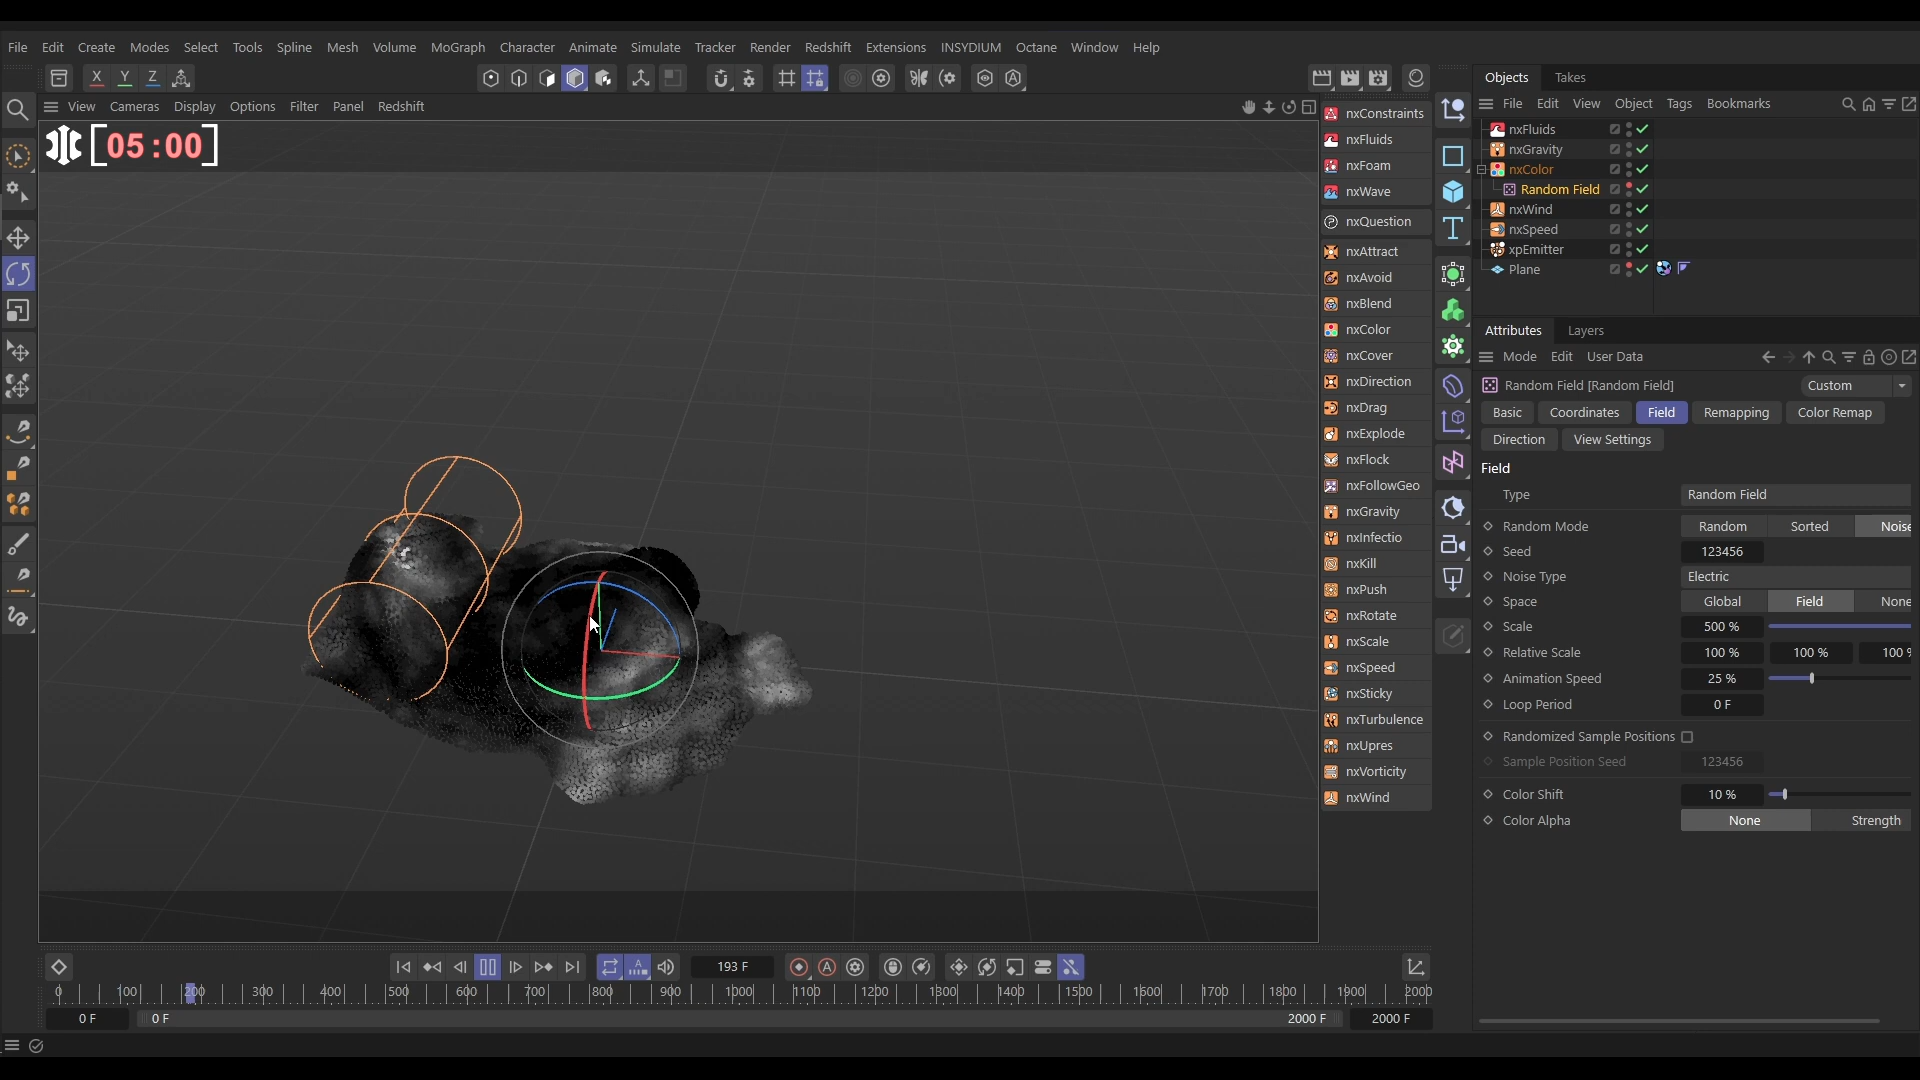 File Edit Create Modes Select Tools Spline Mesh Volume MoGraph Character Animate Simulate Tracker Render Redshift Extensions INSYDIUM Octane Window Help
X Y Z
View Cameras Display Options Filter Panel Redshift
[05:00]
nxConstraints
nxFluids
nxFoam
nxWave
nxQuestion
nxAttract
nxAvoid
nxBlend
nxColor
nxCover
nxDirection
nxDrag
nxExplode
nxFlock
nxFollowGeo
nxGravity
nxInfectio
nxKill
nxPush
nxRotate
nxScale
nxSpeed
nxSticky
nxTurbulence
nxUpres
nxVorticity
nxWind
Objects Takes
File Edit View Object Tags Bookmarks
nxFluids
nxGravity
nxColor
Random Field
nxWind
nxSpeed
xpEmitter
Plane
Attributes Layers
Mode Edit User Data
Random Field [Random Field] Custom
Basic Coordinates Field Remapping Color Remap
Direction View Settings
Field
Type Random Field
Random Mode Random Sorted Noise
Seed 123456
Noise Type Electric
Space Global Field None
Scale 500 %
Relative Scale 100 % 100 % 100 %
Animation Speed 25 %
Loop Period 0 F
Randomized Sample Positions
Sample Position Seed 123456
Color Shift 10 %
Color Alpha None Strength
193 F
0 100 200 300 400 500 600 700 800 900 1000 1100 1200 1300 1400 1500 1600 1700 1800 1900 2000
0 F 0 F 2000 F 2000 F